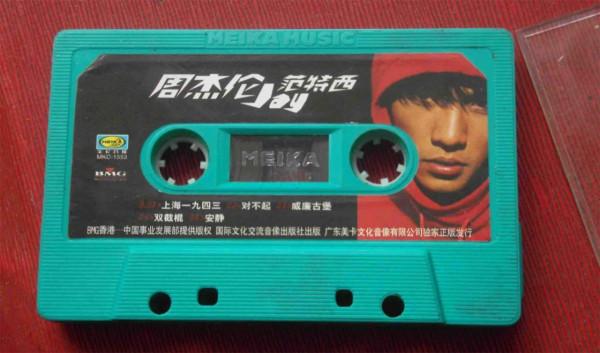 MEIKA MUSIC
周杰伦 Jay 范特西
MEIKA
MKC-1553
BMG
MEIKA
上海一九四三 对不起 威廉古堡
双截棍 安静
BMG香港—中国事业发展部提供版权 国际文化交流音像出版社出版 广东美卡文化音像有限公司独家正版发行